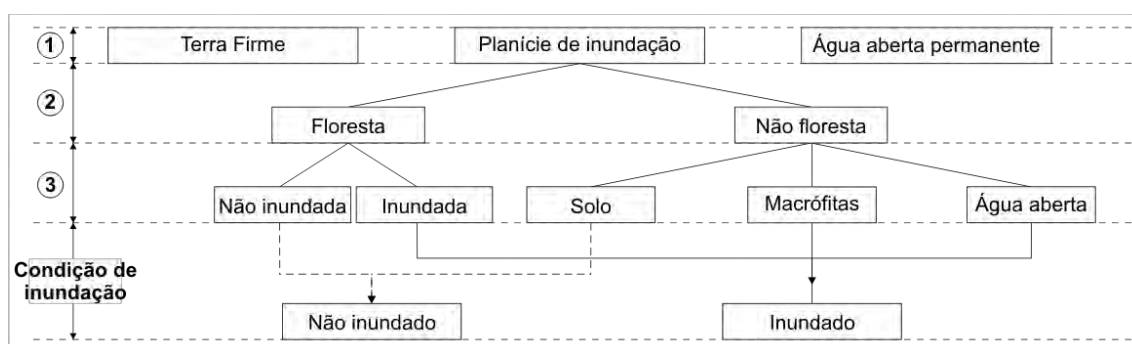 1
Terra Firme
Planície de inundação
Água aberta permanente
2
Floresta
Não floresta
3
Não inundada
Inundada
Solo
Macrófitas
Água aberta
Condição de
inundação
Não inundado
Inundado